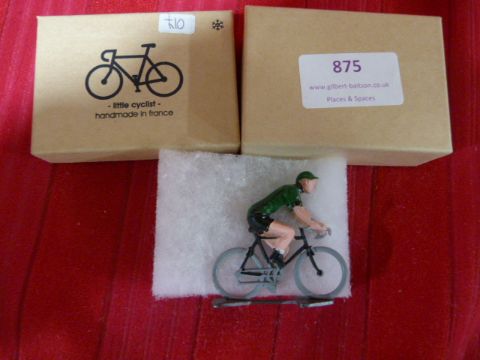 £10
- little cyclist -
handmade in france
875
www.gilbert-baitson.co.uk
Places & Spaces